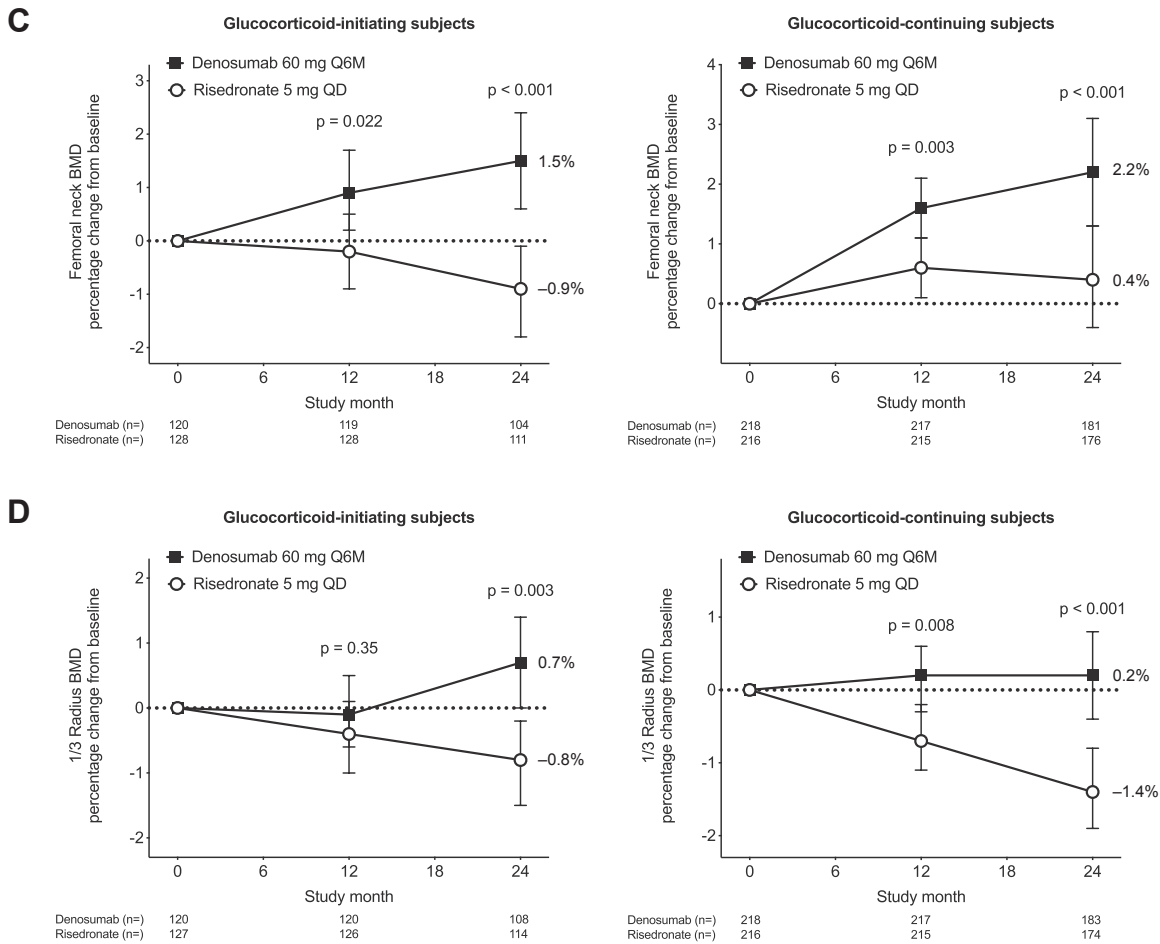 C
Glucocorticoid-initiating subjects
Denosumab 60 mg Q6M
Risedronate 5 mg QD
Femoral neck BMD
percentage change from baseline
3
2
1
0
-1
-2
p = 0.022
p < 0.001
1.5%
–0.9%
0 6 12 18 24
Study month
Denosumab (n=) 120 119 104
Risedronate (n=) 128 128 111
Glucocorticoid-continuing subjects
Denosumab 60 mg Q6M
Risedronate 5 mg QD
Femoral neck BMD
percentage change from baseline
4
3
2
1
0
p = 0.003
p < 0.001
2.2%
0.4%
0 6 12 18 24
Study month
Denosumab (n=) 218 217 181
Risedronate (n=) 216 215 176
D
Glucocorticoid-initiating subjects
Denosumab 60 mg Q6M
Risedronate 5 mg QD
1/3 Radius BMD
percentage change from baseline
2
1
0
-1
-2
p = 0.35
p = 0.003
0.7%
–0.8%
0 6 12 18 24
Study month
Denosumab (n=) 120 120 108
Risedronate (n=) 127 126 114
Glucocorticoid-continuing subjects
Denosumab 60 mg Q6M
Risedronate 5 mg QD
1/3 Radius BMD
percentage change from baseline
1
0
-1
-2
p = 0.008
p < 0.001
0.2%
–1.4%
0 6 12 18 24
Study month
Denosumab (n=) 218 217 183
Risedronate (n=) 216 215 174